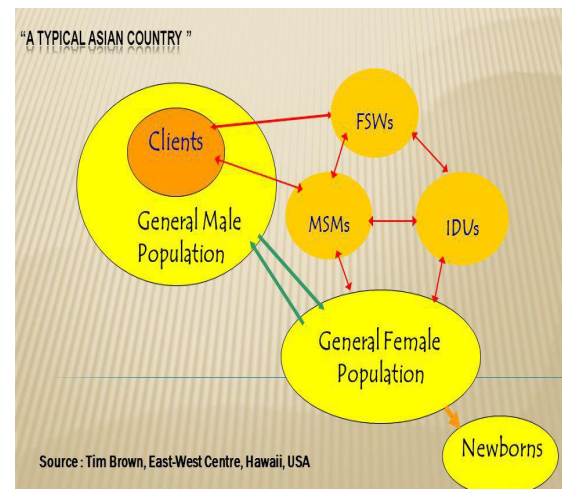 “A TYPICAL ASIAN COUNTRY ”
FSWs
Clients
General Male
Population
MSMs
IDUs
General Female
Population
Newborns
Source : Tim Brown, East-West Centre, Hawaii, USA